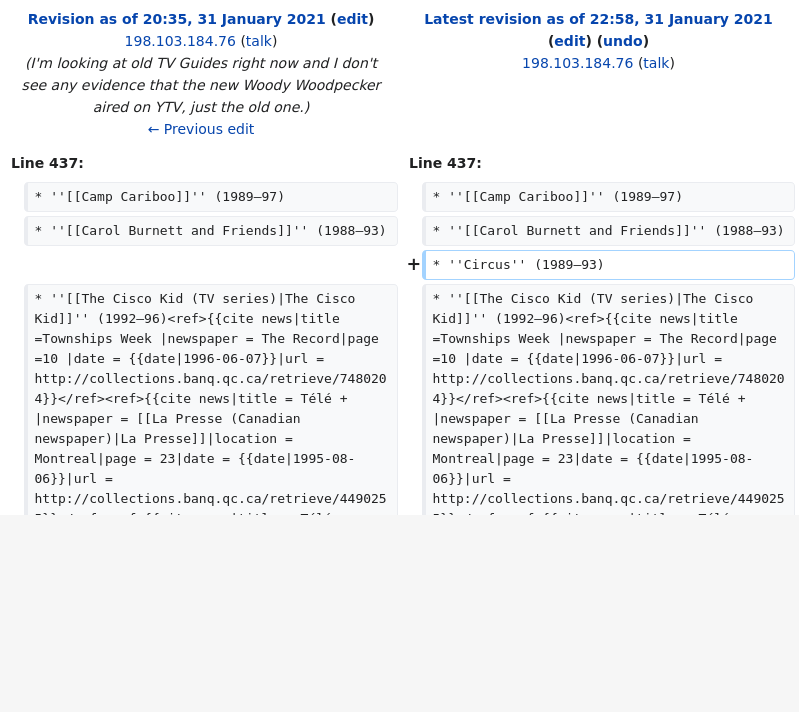 Revision as of 20:35, 31 January 2021 (edit)
198.103.184.76 (talk)
(I'm looking at old TV Guides right now and I don't
see any evidence that the new Woody Woodpecker
aired on YTV, just the old one.)
← Previous edit
Latest revision as of 22:58, 31 January 2021
(edit) (undo)
198.103.184.76 (talk)
Line 437:
Line 437:
* ''[[Camp Cariboo]]'' (1989–97)
* ''[[Camp Cariboo]]'' (1989–97)
* ''[[Carol Burnett and Friends]]'' (1988–93)
* ''[[Carol Burnett and Friends]]'' (1988–93)
+
* ''Circus'' (1989–93)
* ''[[The Cisco Kid (TV series)|The Cisco
Kid]]'' (1992–96)<ref>{{cite news|title
=Townships Week |newspaper = The Record|page
=10 |date = {{date|1996-06-07}}|url =
http://collections.banq.qc.ca/retrieve/748020
4}}</ref><ref>{{cite news|title = Télé +
|newspaper = [[La Presse (Canadian
newspaper)|La Presse]]|location =
Montreal|page = 23|date = {{date|1995-08-
06}}|url =
http://collections.banq.qc.ca/retrieve/449025
* ''[[The Cisco Kid (TV series)|The Cisco
Kid]]'' (1992–96)<ref>{{cite news|title
=Townships Week |newspaper = The Record|page
=10 |date = {{date|1996-06-07}}|url =
http://collections.banq.qc.ca/retrieve/748020
4}}</ref><ref>{{cite news|title = Télé +
|newspaper = [[La Presse (Canadian
newspaper)|La Presse]]|location =
Montreal|page = 23|date = {{date|1995-08-
06}}|url =
http://collections.banq.qc.ca/retrieve/449025